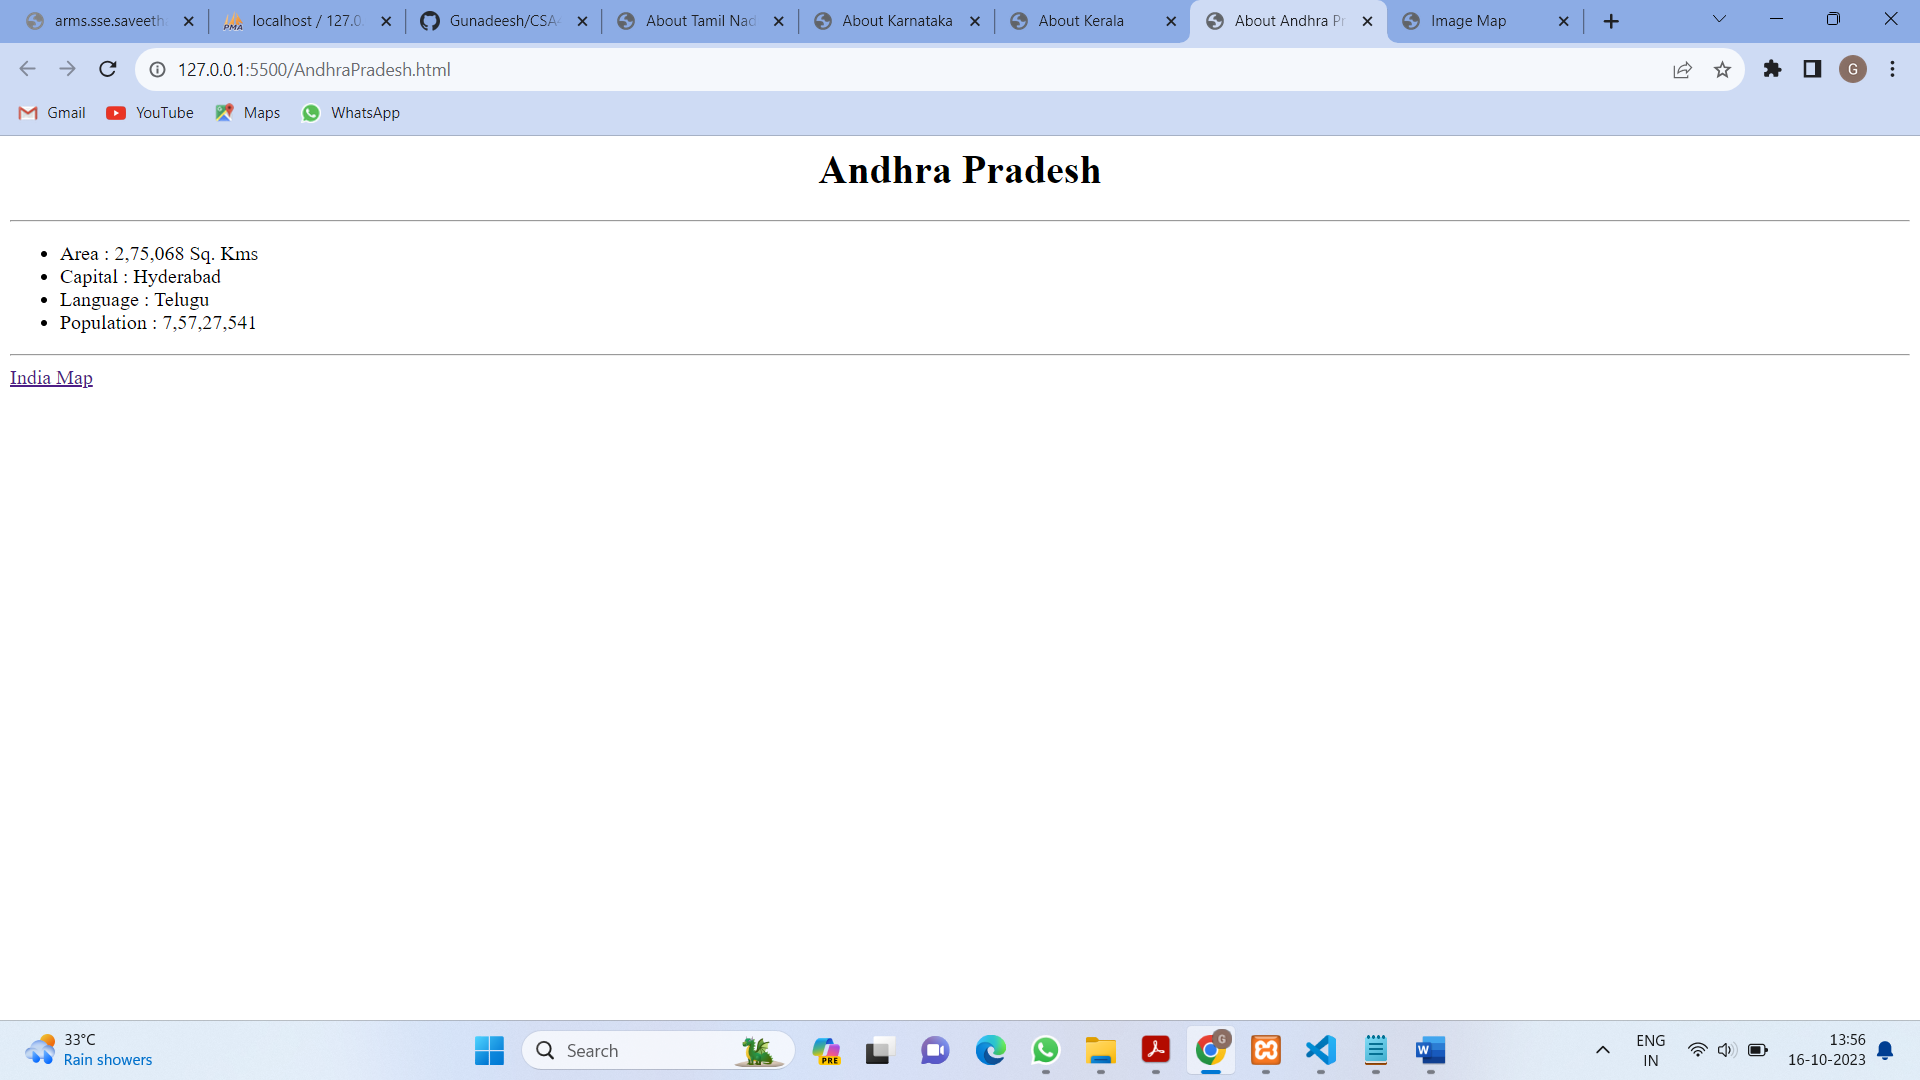 arms.sse.saveeth
localhost / 127.0.
Gunadeesh/CSA
About Tamil Nad
About Karnataka
About Kerala
About Andhra Pr
Image Map
127.0.0.1:5500/AndhraPradesh.html
G
Gmail
YouTube
Maps
WhatsApp
Andhra Pradesh
Area : 2,75,068 Sq. Kms
Capital : Hyderabad
Language : Telugu
Population : 7,57,27,541
India Map
33°C
Rain showers
Search
PRE
G
ENG
IN
13:56
16-10-2023